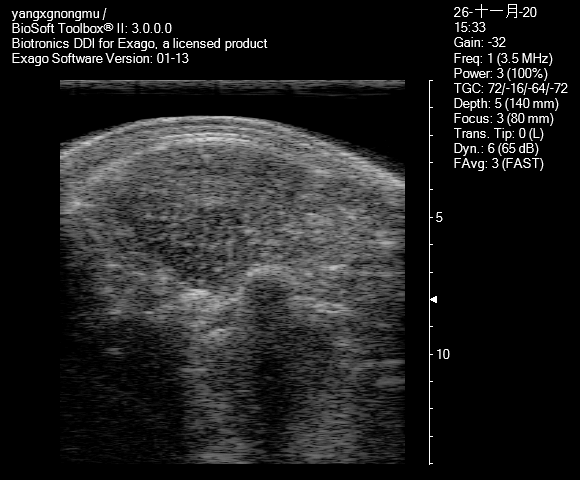 yangxgnongmu /
BioSoft Toolbox® II: 3.0.0.0
Biotronics DDI for Exago, a licensed product
Exago Software Version: 01-13
26-十一月-20
15:33
Gain: -32
Freq: 1 (3.5 MHz)
Power: 3 (100%)
TGC: 72/-16/-64/-72
Depth: 5 (140 mm)
Focus: 3 (80 mm)
Trans. Tip: 0 (L)
Dyn.: 6 (65 dB)
FAvg: 3 (FAST)
5
10